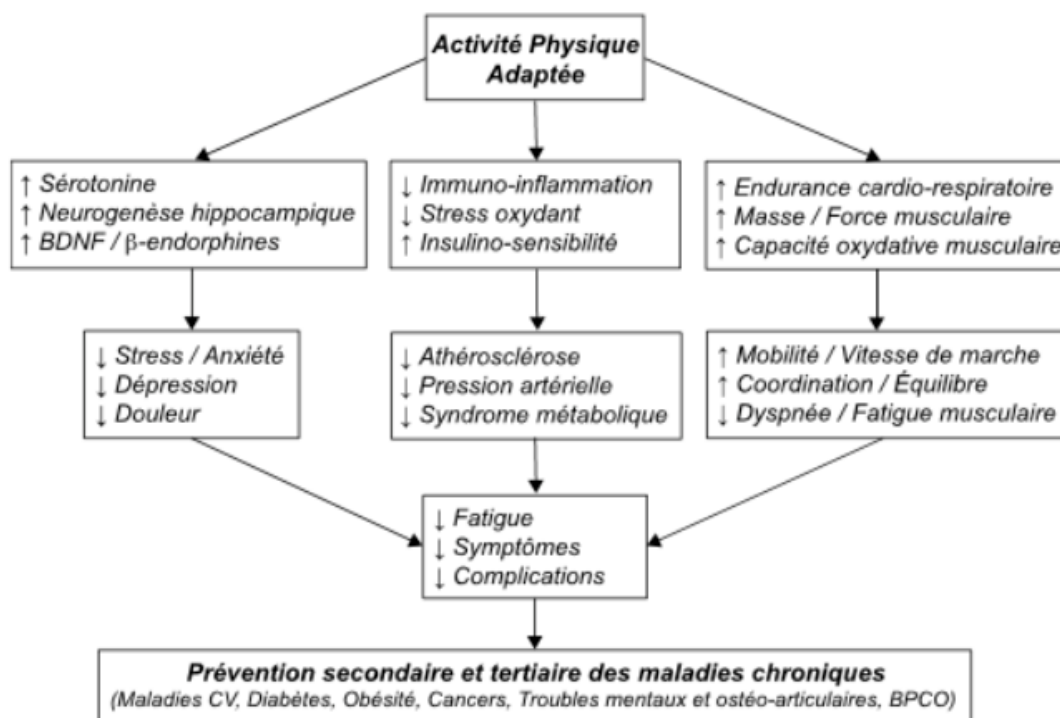 Activité Physique
Adaptée
↑ Sérotonine
↑ Neurogenèse hippocampique
↑ BDNF / β-endorphines
↓ Immuno-inflammation
↓ Stress oxydant
↑ Insulino-sensibilité
↑ Endurance cardio-respiratoire
↑ Masse / Force musculaire
↑ Capacité oxydative musculaire
↓ Stress / Anxiété
↓ Dépression
↓ Douleur
↓ Athérosclérose
↓ Pression artérielle
↓ Syndrome métabolique
↑ Mobilité / Vitesse de marche
↑ Coordination / Équilibre
↓ Dyspnée / Fatigue musculaire
↓ Fatigue
↓ Symptômes
↓ Complications
Prévention secondaire et tertiaire des maladies chroniques
(Maladies CV, Diabètes, Obésité, Cancers, Troubles mentaux et ostéo-articulaires, BPCO)